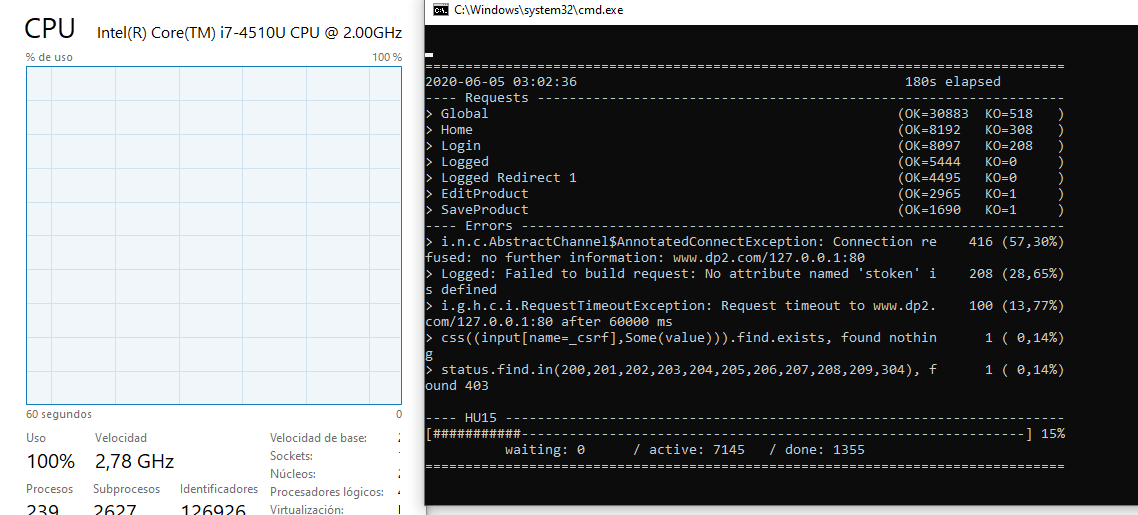 CPU
Intel(R) Core(TM) i7-4510U CPU @ 2.00GHz
% de uso
100 %
60 segundos
0
Uso
Velocidad
100%
2,78 GHz
Procesos
Subprocesos
Identificadores
239
2627
126926
Velocidad de base:
Sockets:
Núcleos:
Procesadores lógicos:
Virtualización:
C:\Windows\system32\cmd.exe
================================================================================
2020-06-05 03:02:36                                         180s elapsed
---- Requests ------------------------------------------------------------------
> Global                                                   (OK=30883  KO=518   )
> Home                                                     (OK=8192   KO=308   )
> Login                                                    (OK=8097   KO=208   )
> Logged                                                   (OK=5444   KO=0     )
> Logged Redirect 1                                        (OK=4495   KO=0     )
> EditProduct                                              (OK=2965   KO=1     )
> SaveProduct                                              (OK=1690   KO=1     )
---- Errors --------------------------------------------------------------------
> i.n.c.AbstractChannel$AnnotatedConnectException: Connection re    416 (57,30%)
fused: no further information: www.dp2.com/127.0.0.1:80
> Logged: Failed to build request: No attribute named 'stoken' i    208 (28,65%)
s defined
> i.g.h.c.i.RequestTimeoutException: Request timeout to www.dp2.    100 (13,77%)
com/127.0.0.1:80 after 60000 ms
> css((input[name=_csrf],Some(value))).find.exists, found nothin      1 ( 0,14%)
g
> status.find.in(200,201,202,203,204,205,206,207,208,209,304), f      1 ( 0,14%)
ound 403
---- HU15 ----------------------------------------------------------------------
[###########---------------------------------------------------------------] 15%
waiting: 0      / active: 7145   / done: 1355
================================================================================